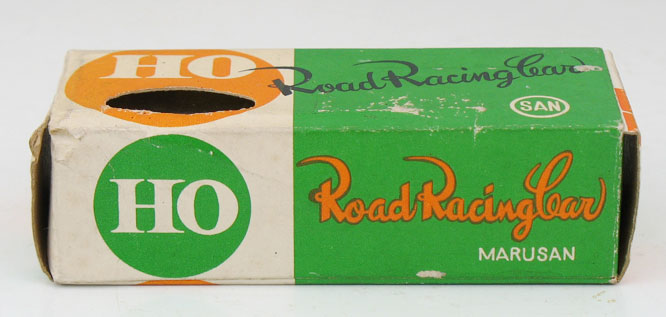 HO
Road Racing Car
SAN
HO
Road Racing Car
MARUSAN